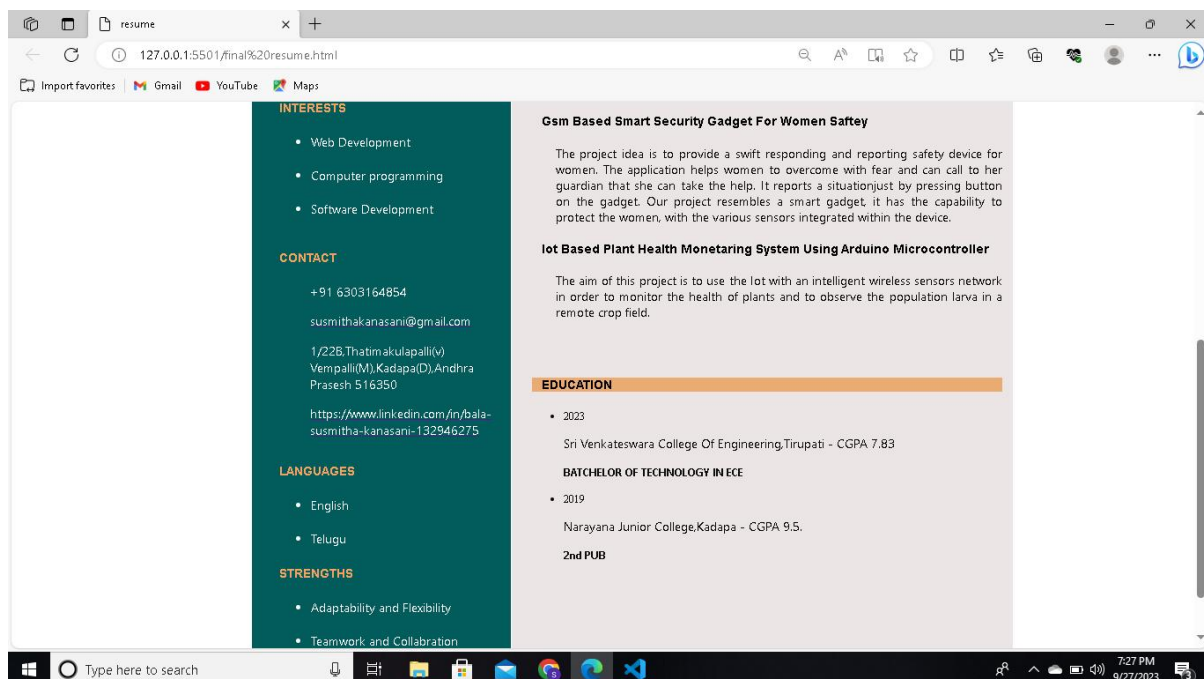 resume
127.0.0.1:5501/final%20resume.html
Import favorites
Gmail
YouTube
Maps
INTERESTS
Web Development
Computer programming
Software Development
CONTACT
+91 6303164854
susmithakanasani@gmail.com
1/22B,Thatimakulapalli(v)
Vempalli(M),Kadapa(D),Andhra
Prasesh 516350
https://www.linkedin.com/in/bala-
susmitha-kanasani-132946275
LANGUAGES
English
Telugu
STRENGTHS
Adaptability and Flexibility
Teamwork and Collabration
Gsm Based Smart Security Gadget For Women Saftey
The project idea is to provide a swift responding and reporting safety device for
women. The application helps women to overcome with fear and can call to her
guardian that she can take the help. It reports a situationjust by pressing button
on the gadget. Our project resembles a smart gadget, it has the capability to
protect the women, with the various sensors integrated within the device.
Iot Based Plant Health Monetaring System Using Arduino Microcontroller
The aim of this project is to use the Iot with an intelligent wireless sensors network
in order to monitor the health of plants and to observe the population larva in a
remote crop field.
EDUCATION
2023
Sri Venkateswara College Of Engineering,Tirupati - CGPA 7.83
BATCHELOR OF TECHNOLOGY IN ECE
2019
Narayana Junior College,Kadapa - CGPA 9.5.
2nd PUB
Type here to search
7:27 PM
9/27/2023